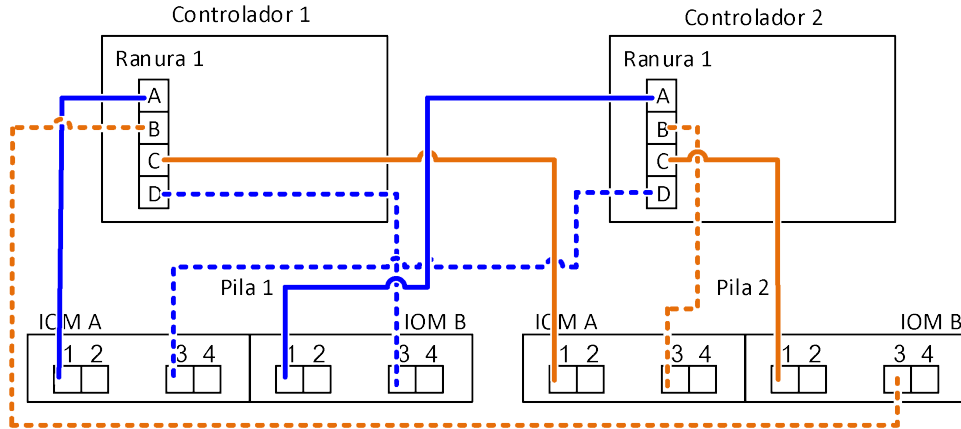 Controlador 1
Controlador 2
Ranura 1
Ranura 1
A
B
C
D
A
B
C
D
Pila 1
Pila 2
IOM A
IOM B
IOM A
IOM B
1 2
3 4
1 2
3 4
1 2
3 4
1 2
3 4